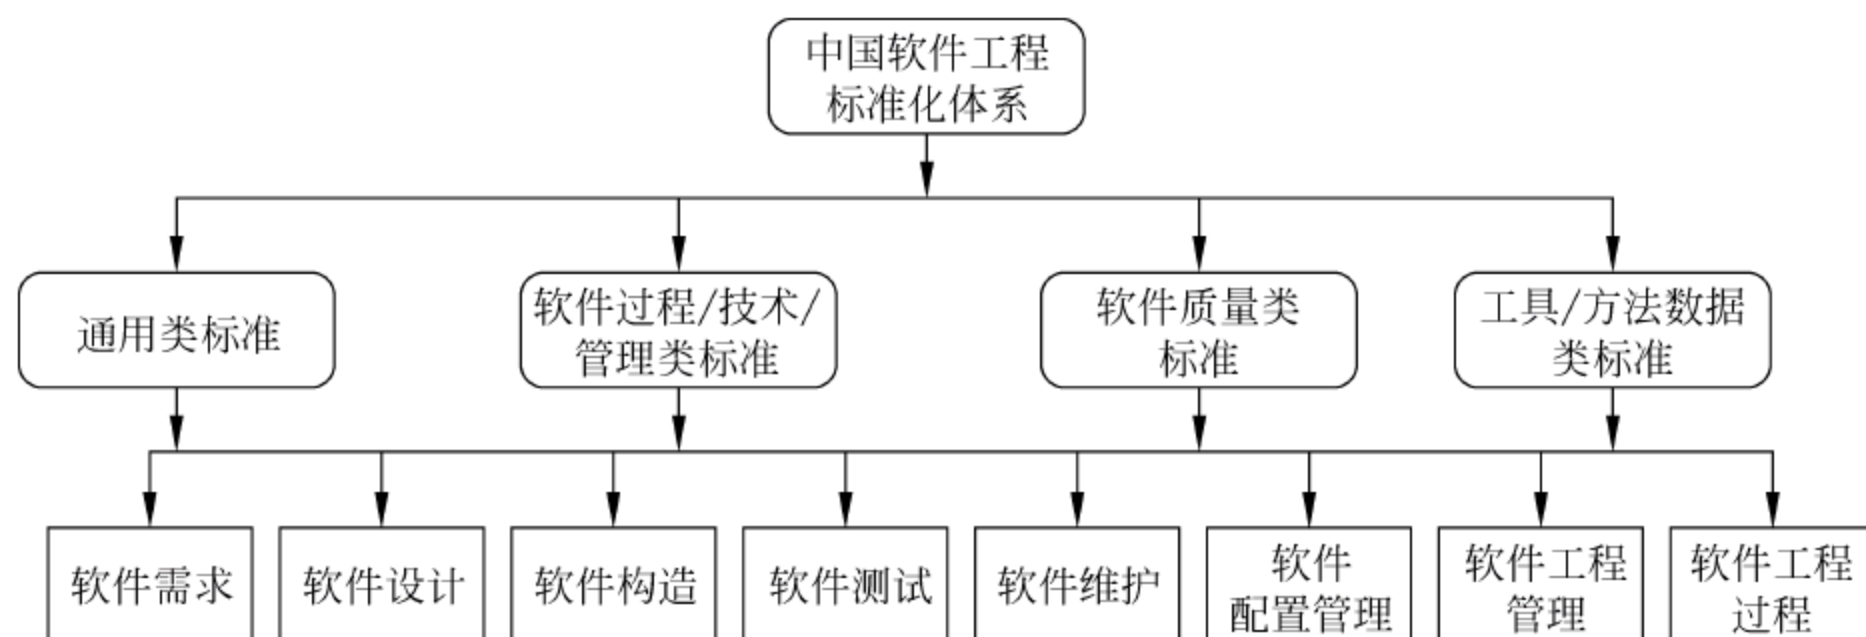 中国软件工程
标准化体系
通用类标准
软件过程/技术/
管理类标准
软件质量类
标准
工具/方法数据
类标准
软件需求
软件设计
软件构造
软件测试
软件维护
软件
配置管理
软件工程
管理
软件工程
过程